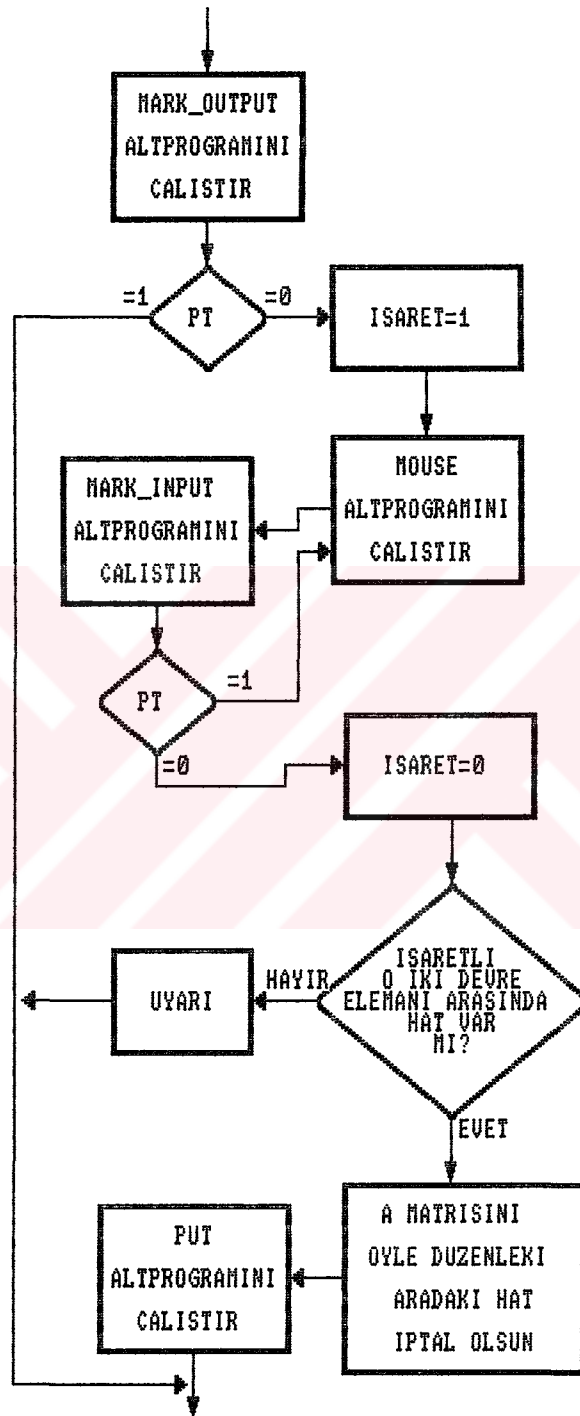 MARK_OUTPUT
ALTPROGRAMINI
CALISTIR
=1
PT
=0
ISARET=1
MOUSE
ALTPROGRAMINI
CALISTIR
MARK_INPUT
ALTPROGRAMINI
CALISTIR
PT
=1
=0
ISARET=0
ISARETLI
O IKI DEVRE
ELEMANI ARASINDA
HAT VAR
MI?
HAYIR
UYARI
EVET
A MATRISINI
OYLE DUZENLEKI
ARADAKI HAT
IPTAL OLSUN
PUT
ALTPROGRAMINI
CALISTIR